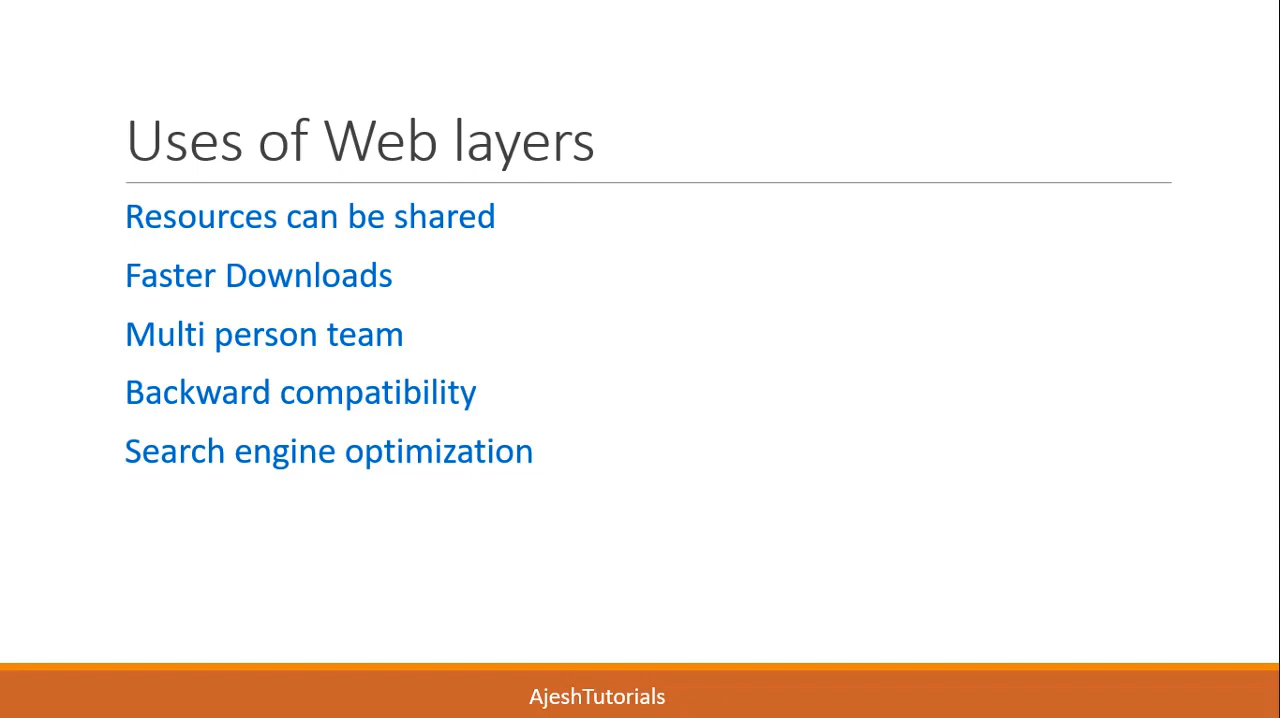 Uses of Web layers
Resources can be shared
Faster Downloads
Multi person team
Backward compatibility
Search engine optimization
AjeshTutorials